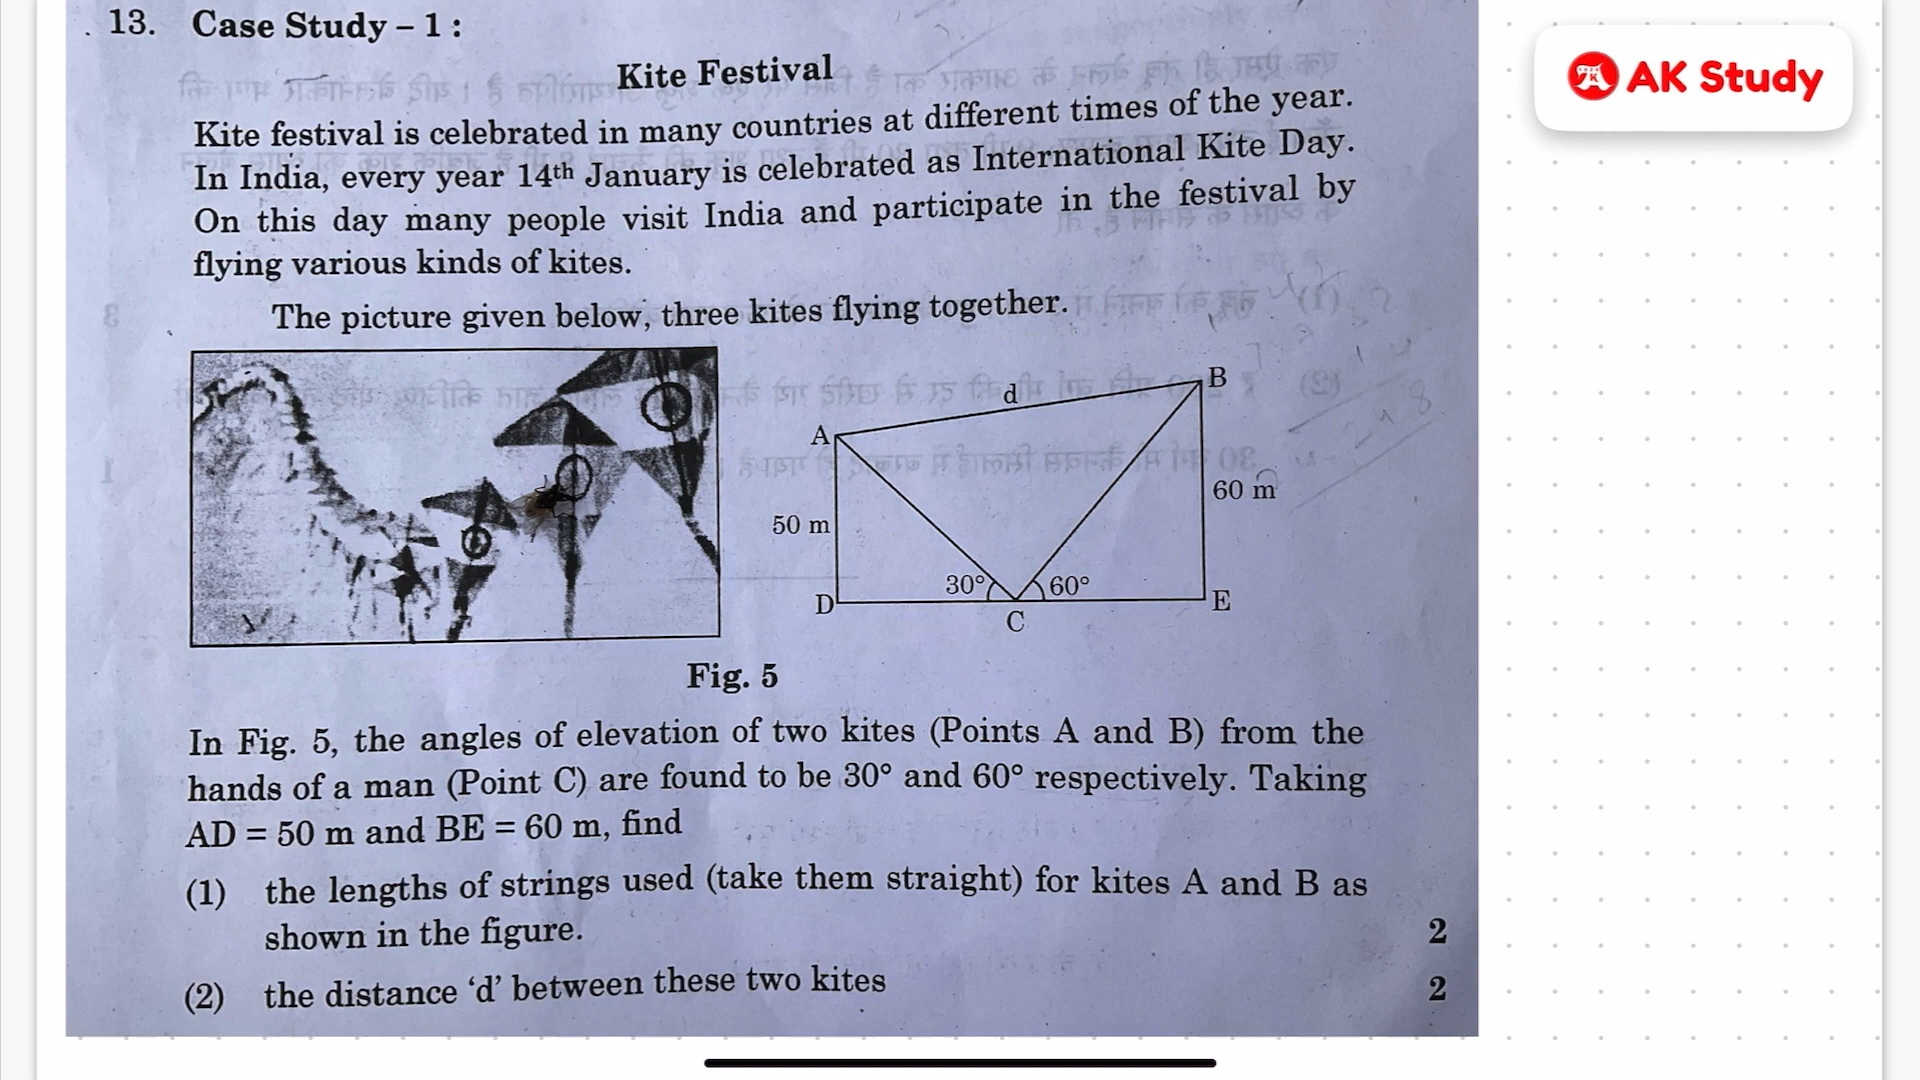 13. Case Study – 1 :
AK Study
Kite Festival
Kite festival is celebrated in many countries at different times of the year.
In India, every year 14th January is celebrated as International Kite Day.
On this day many people visit India and participate in the festival by
flying various kinds of kites.
The picture given below, three kites flying together.
B
d
A
60 m
50 m
30° 60°
D
E
C
Fig. 5
In Fig. 5, the angles of elevation of two kites (Points A and B) from the
hands of a man (Point C) are found to be 30° and 60° respectively. Taking
AD = 50 m and BE = 60 m, find
(1) the lengths of strings used (take them straight) for kites A and B as
shown in the figure. 2
(2) the distance ‘d’ between these two kites 2